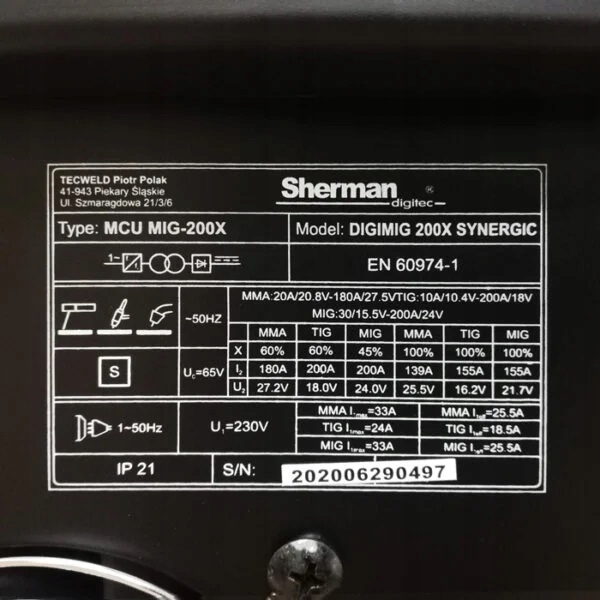 TECWELD Piotr Polak
41-943 Piekary Śląskie
Ul. Szmaragdowa 21/3/6
Sherman ®
digitec
Type: MCU MIG-200X
Model: DIGIMIG 200X SYNERGIC
1~
EN 60974-1
~50HZ
MMA:20A/20.8V-180A/27.5VTIG:10A/10.4V-200A/18V
MIG:30/15.5V-200A/24V
MMA TIG MIG MMA TIG MIG
X 60% 60% 45% 100% 100% 100%
S U₀=65V
I₂ 180A 200A 200A 139A 155A 155A
U₂ 27.2V 18.0V 24.0V 25.5V 16.2V 21.7V
1~50Hz U₁=230V
MMA I₁max=33A MMA I₁eff=25.5A
TIG I₁max=24A TIG I₁eff=18.5A
MIG I₁max=33A MIG I₁eff=25.5A
IP 21 S/N: 202006290497